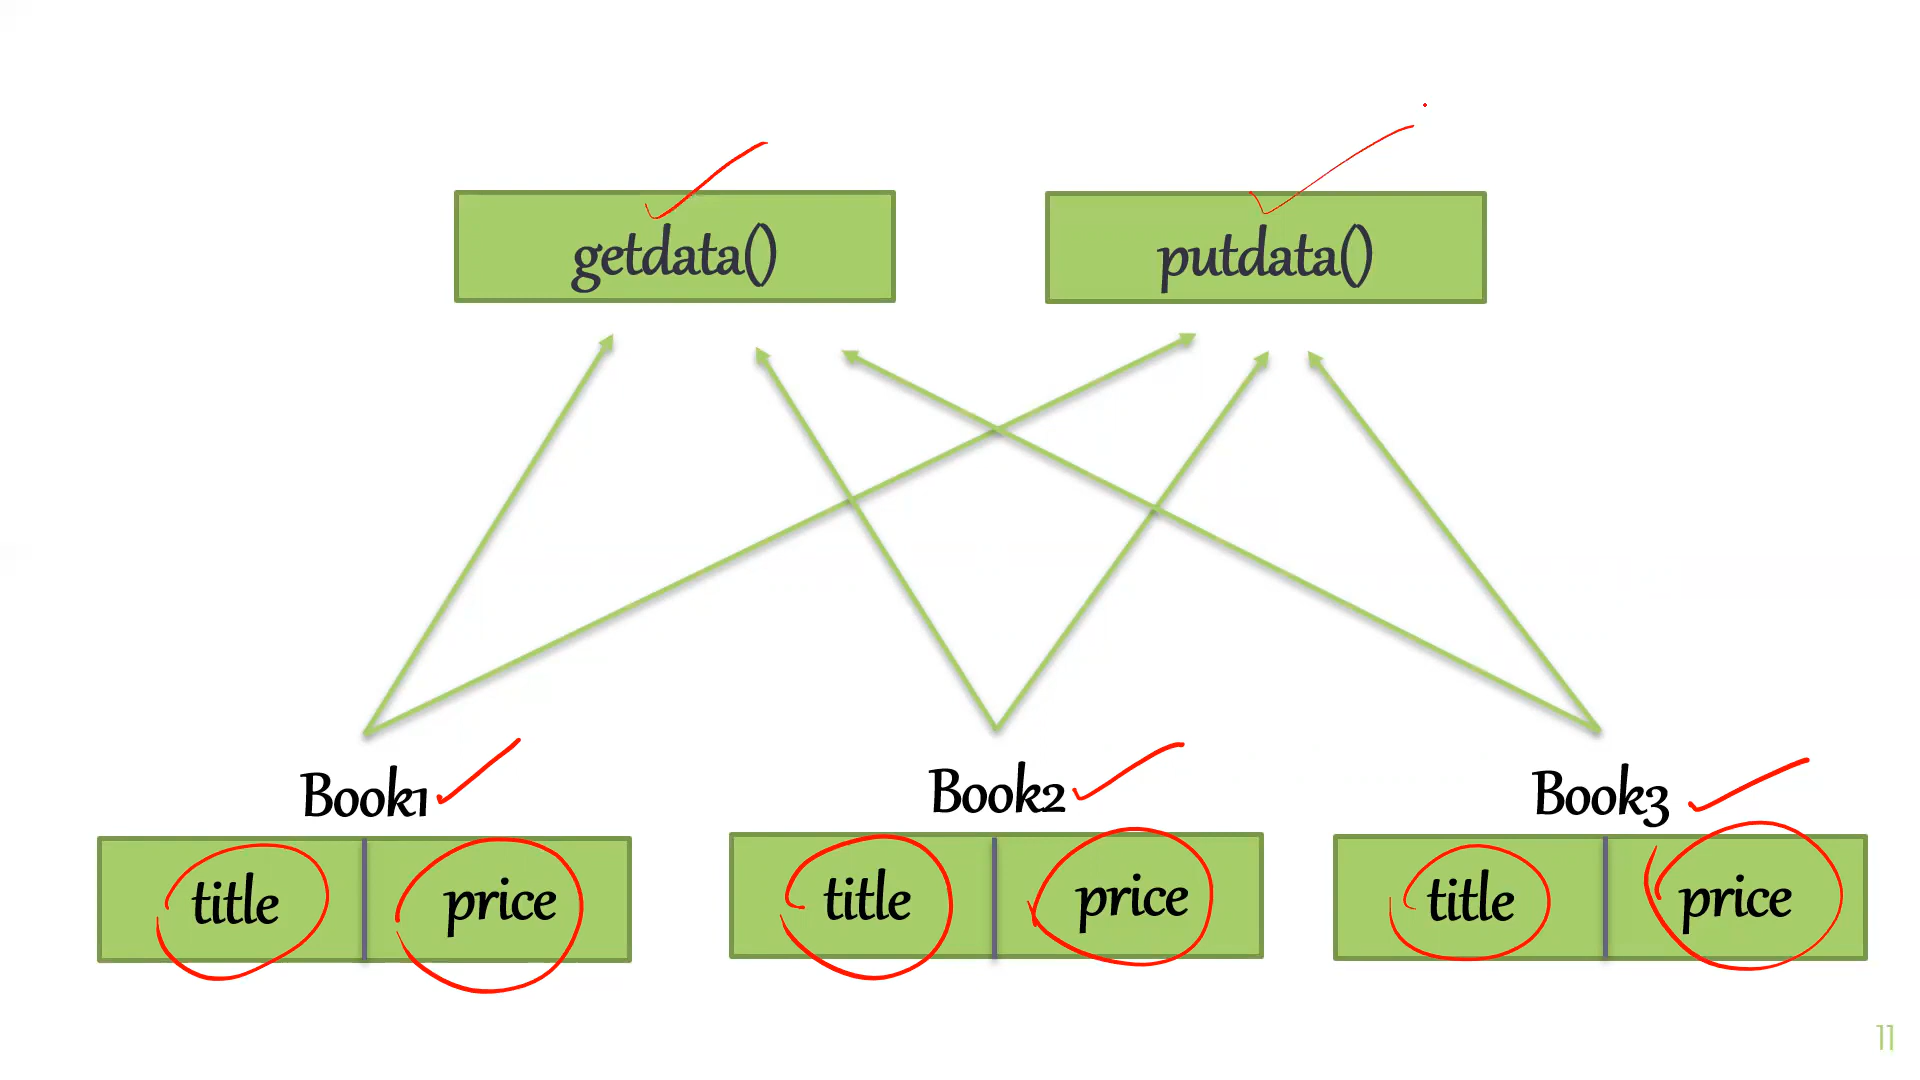 getdata() putdata()
Book1 Book2 Book3
title price title price title price
11